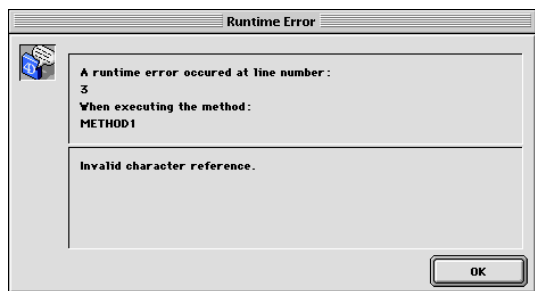 Runtime Error
A runtime error occured at line number:
3
When executing the method:
METHOD1
Invalid character reference.
OK